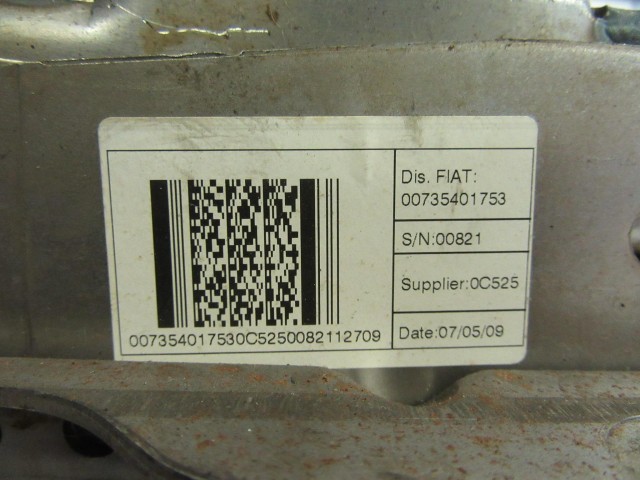 Dis. FIAT:
00735401753
S/N:00821
Supplier:0C525
Date:07/05/09
007354017530C5250082112709